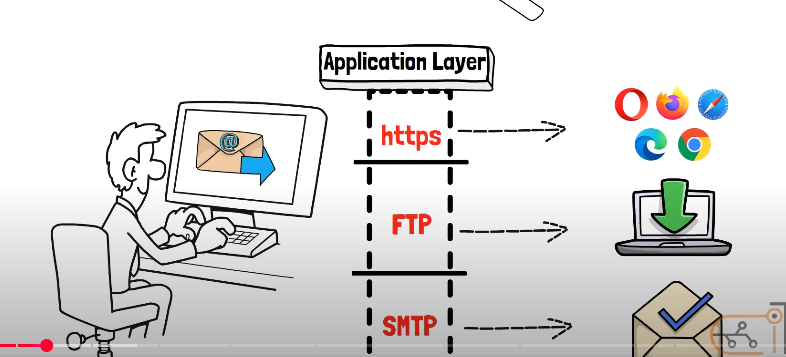 Application Layer
https
FTP
SMTP